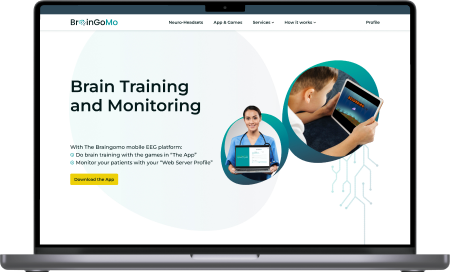 BrainGoMo
Neuro-Headsets
App & Games
Services
How it works
Profile
Brain Training
and Monitoring
With The Braingomo mobile EEG platform:
Do brain training with the games in "The App"
Monitor your patients with your "Web Server Profile"
Download the App